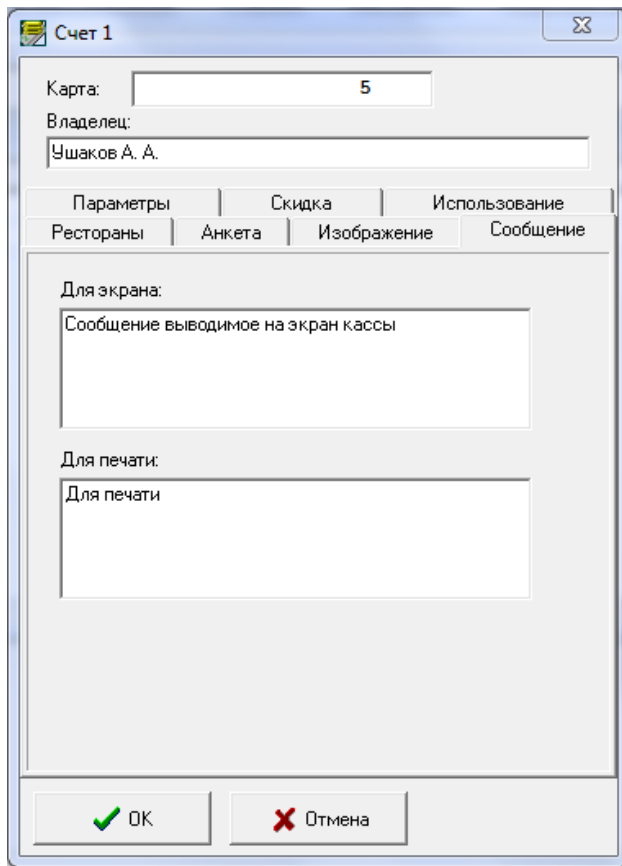 Счет 1
Карта: 5
Владелец:
Ушаков А. А.
Параметры Скидка Использование
Рестораны Анкета Изображение Сообщение
Для экрана:
Сообщение выводимое на экран кассы
Для печати:
Для печати
OK Отмена